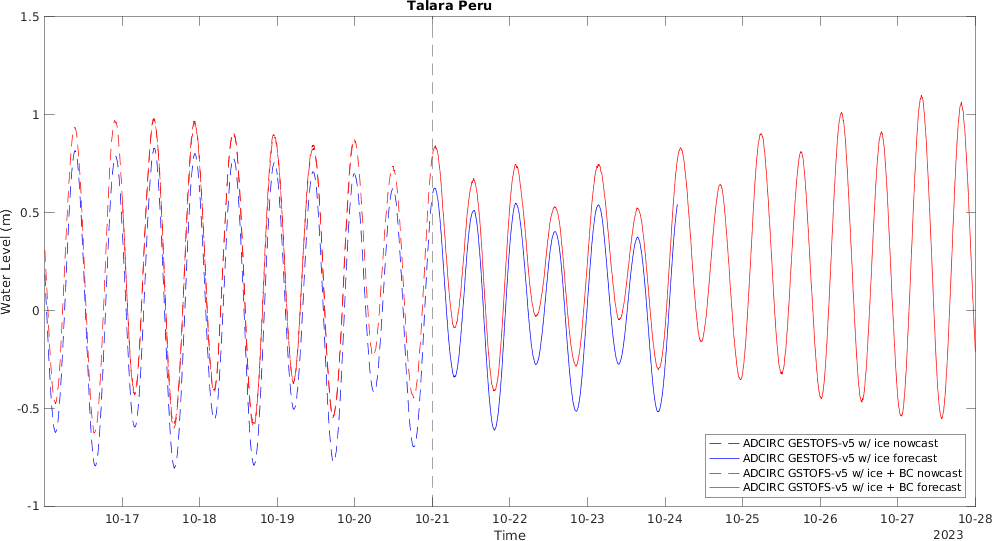 Talara Peru
1.5
1
0.5
0
-0.5
-1
Water Level (m)
10-17 10-18 10-19 10-20 10-21 10-22 10-23 10-24 10-25 10-26 10-27 10-28
2023
Time
ADCIRC GESTOFS-v5 w/ ice nowcast
ADCIRC GESTOFS-v5 w/ ice forecast
ADCIRC GSTOFS-v5 w/ ice + BC nowcast
ADCIRC GSTOFS-v5 w/ ice + BC forecast